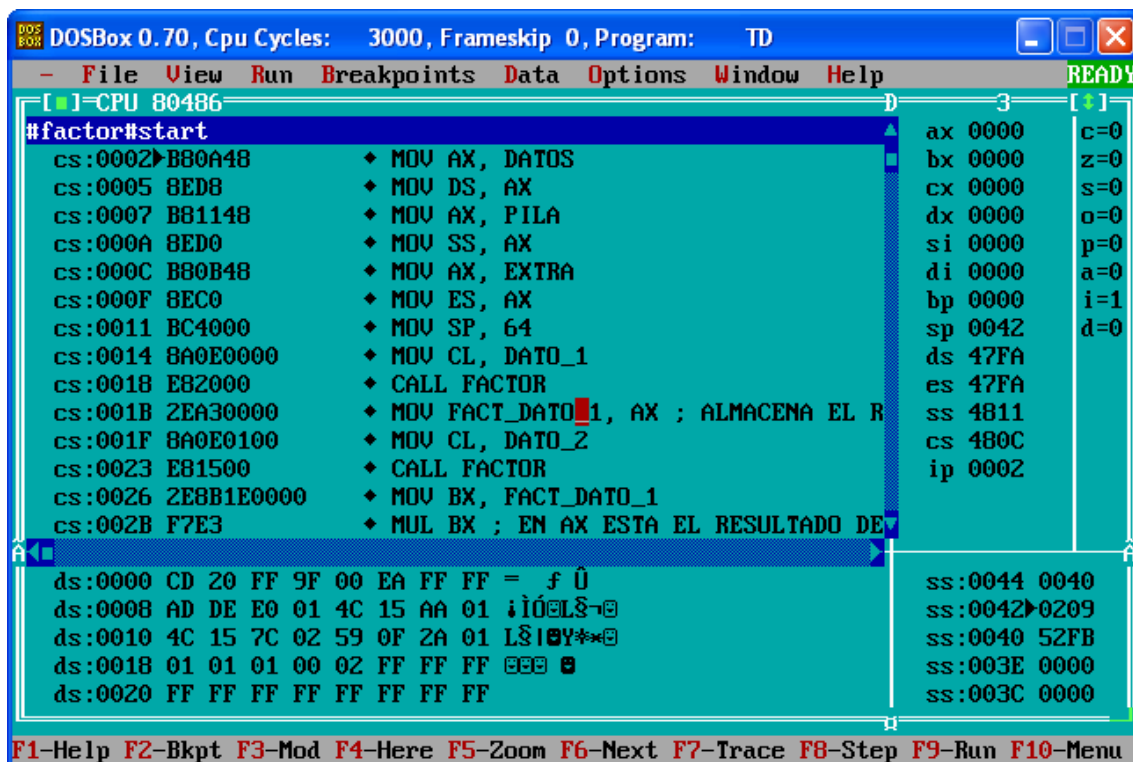 DOSBox 0.70, Cpu Cycles: 3000, Frameskip 0, Program: TD
- File View Run Breakpoints Data Options Window Help READY
[■]=CPU 80486 D 3 [↕]
#factor#start ax 0000 c=0
cs:0002►B80A48 ♦ MOV AX, DATOS bx 0000 z=0
cs:0005 8ED8 ♦ MOV DS, AX cx 0000 s=0
cs:0007 B81148 ♦ MOV AX, PILA dx 0000 o=0
cs:000A 8ED0 ♦ MOV SS, AX si 0000 p=0
cs:000C B80B48 ♦ MOV AX, EXTRA di 0000 a=0
cs:000F 8EC0 ♦ MOV ES, AX bp 0000 i=1
cs:0011 BC4000 ♦ MOV SP, 64 sp 0042 d=0
cs:0014 8A0E0000 ♦ MOV CL, DATO_1 ds 47FA
cs:0018 E82000 ♦ CALL FACTOR es 47FA
cs:001B 2EA30000 ♦ MOV FACT_DATO_1, AX ; ALMACENA EL R ss 4811
cs:001F 8A0E0100 ♦ MOV CL, DATO_2 cs 480C
cs:0023 E81500 ♦ CALL FACTOR ip 0002
cs:0026 2E8B1E0000 ♦ MOV BX, FACT_DATO_1
cs:002B F7E3 ♦ MUL BX ; EN AX ESTA EL RESULTADO DE
ds:0000 CD 20 FF 9F 00 EA FF FF = ƒ Û ss:0044 0040
ds:0008 AD DE E0 01 4C 15 AA 01 ¡ÌÓ☺L§¬☺ ss:0042►0209
ds:0010 4C 15 7C 02 59 0F 2A 01 L§|☻Y☼*☺ ss:0040 52FB
ds:0018 01 01 01 00 02 FF FF FF ☺☺☺ ☻ ss:003E 0000
ds:0020 FF FF FF FF FF FF FF FF ss:003C 0000
F1-Help F2-Bkpt F3-Mod F4-Here F5-Zoom F6-Next F7-Trace F8-Step F9-Run F10-Menu